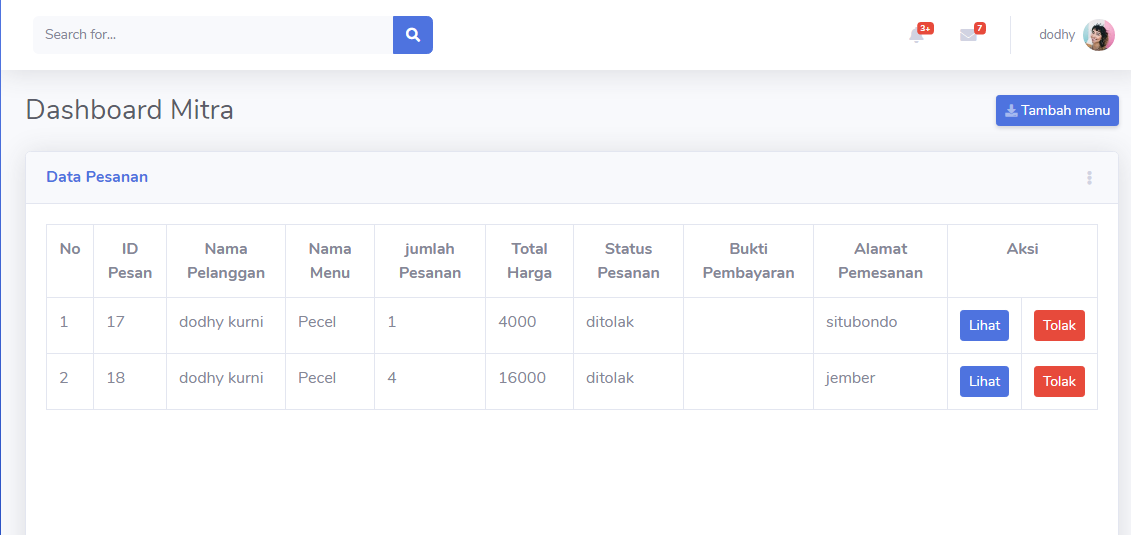 Search for...
3+
7
dodhy
Dashboard Mitra
Tambah menu
Data Pesanan
No ID Pesan Nama Pelanggan Nama Menu jumlah Pesanan Total Harga Status Pesanan Bukti Pembayaran Alamat Pemesanan Aksi
1 17 dodhy kurni Pecel 1 4000 ditolak situbondo Lihat Tolak
2 18 dodhy kurni Pecel 4 16000 ditolak jember Lihat Tolak